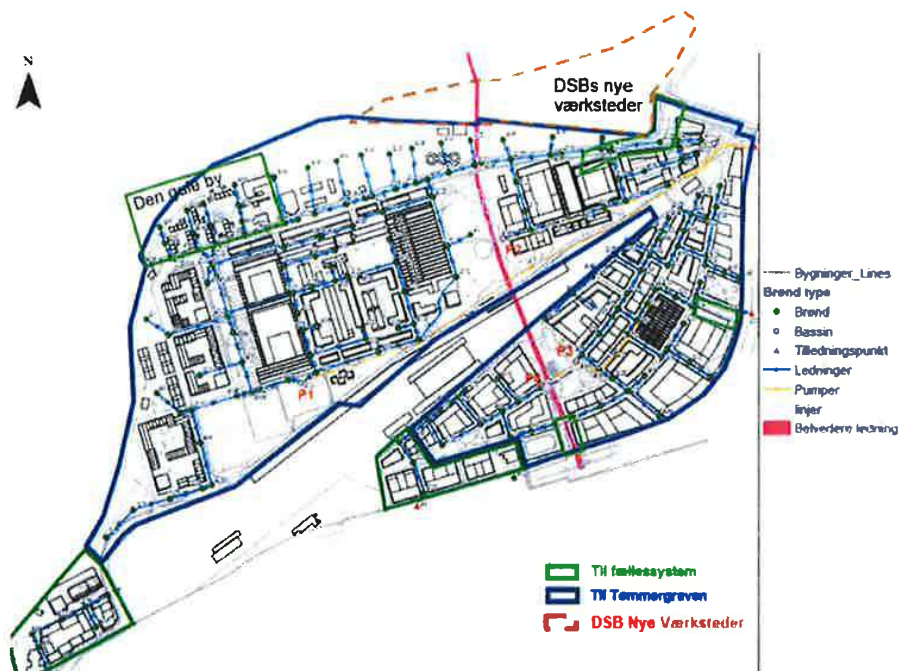 N
DSBs nye
værksteder
Den gule by
P2
P3
P1
Bygninger_Lines
Brønd type
Brønd
Bassin
Tilledningspunkt
Ledninger
Pumper
linjer
Belvedere ledning
Til fællessystem
Til Tømmergraven
DSB Nye Værksteder